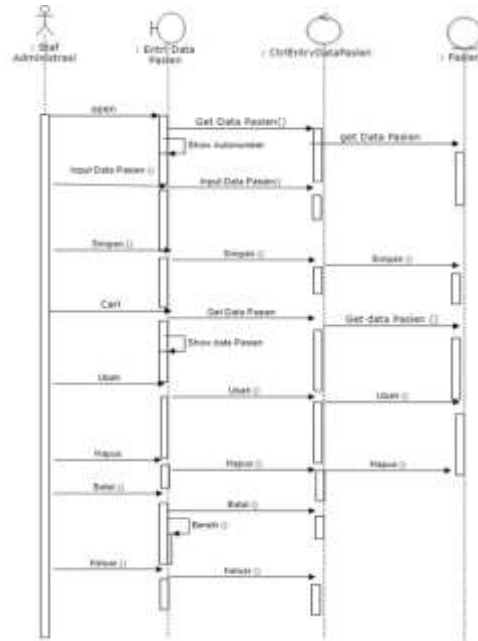 : Staf
Administrasi
: Entry Data
Pasien
: CtrlEntryDataPasien
: Pasien
open
Get Data Pasien()
get Data Pasien
Show Autonumber
Input Data Pasien ()
Input Data Pasien()
Simpan ()
Simpan ()
Simpan ()
Cari
Get Data Pasien
Get data Pasien ()
Show data Pasien
Ubah
Ubah ()
Ubah ()
Hapus
Hapus ()
Hapus ()
Batal ()
Batal ()
Bersih ()
Keluar ()
Keluar ()